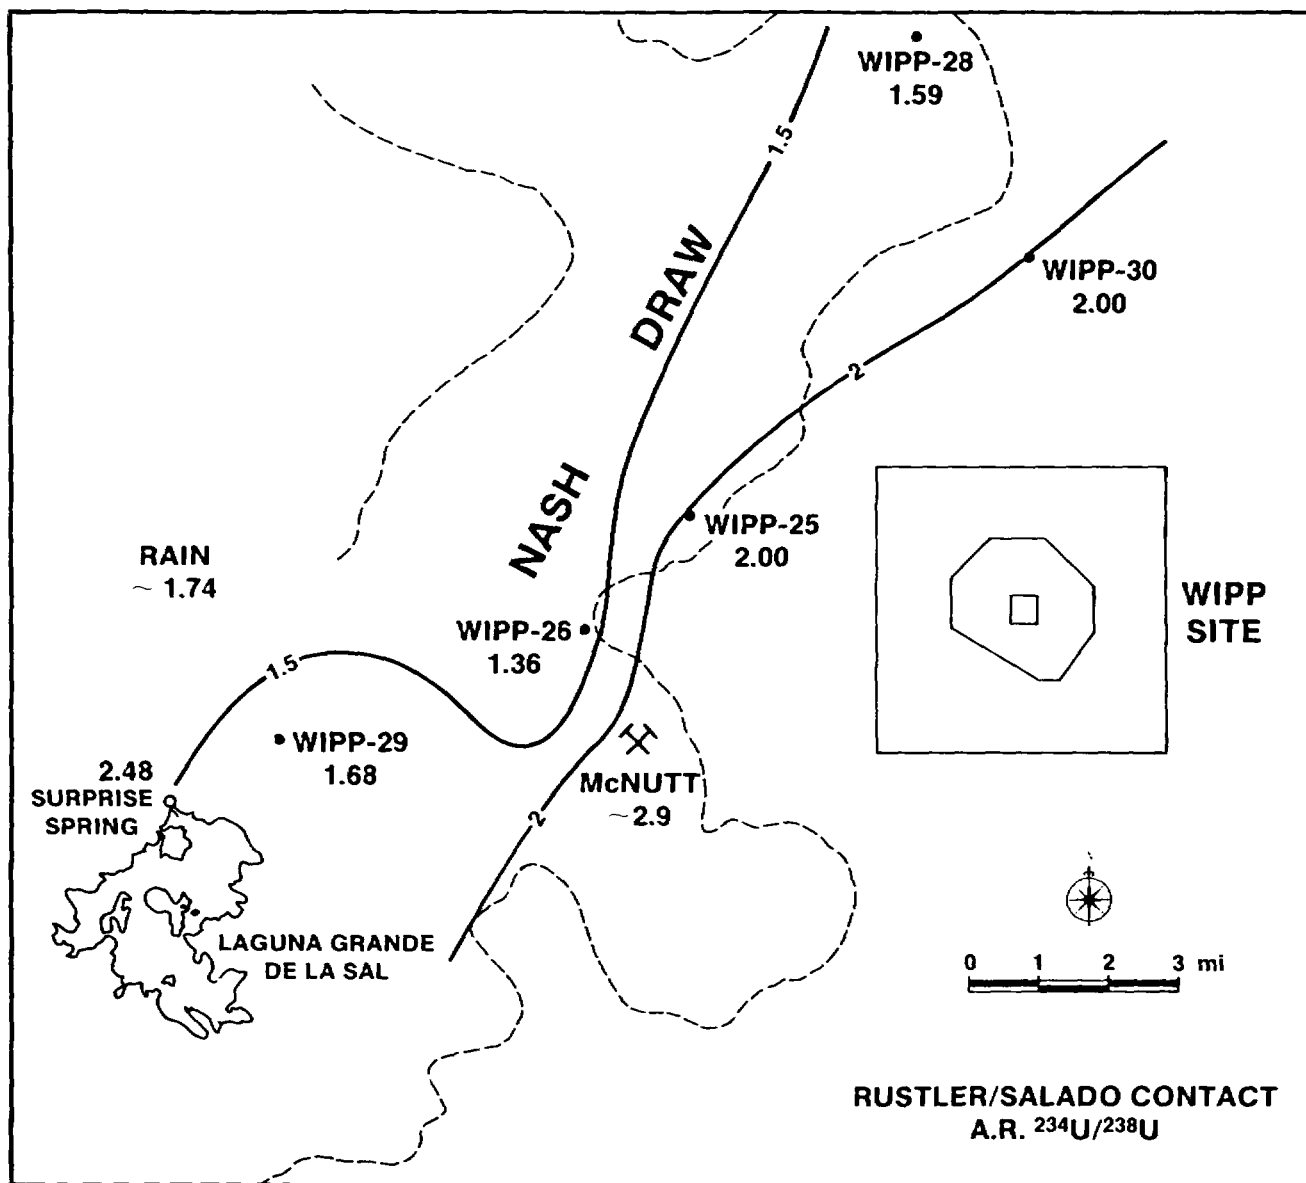 WIPP-28
1.59
1.5
DRAW
WIPP-30
2.00
2
NASH
WIPP-25
2.00
RAIN
~ 1.74
WIPP
SITE
WIPP-26
1.36
1.5
WIPP-29
1.68
2.48
SURPRISE
SPRING
McNUTT
~2.9
2
LAGUNA GRANDE
DE LA SAL
0 1 2 3 mi
RUSTLER/SALADO CONTACT
A.R. ²³⁴U/²³⁸U